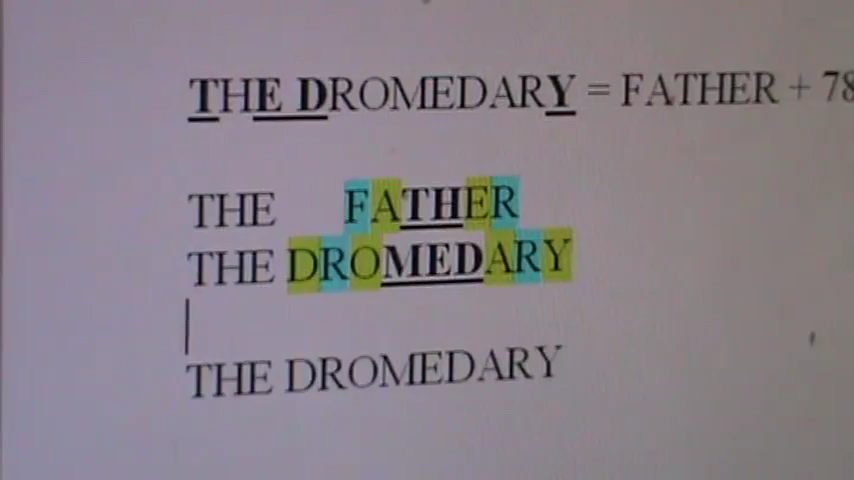 THE DROMEDARY = FATHER + 78
THE FATHER
THE DROMEDARY
THE DROMEDARY